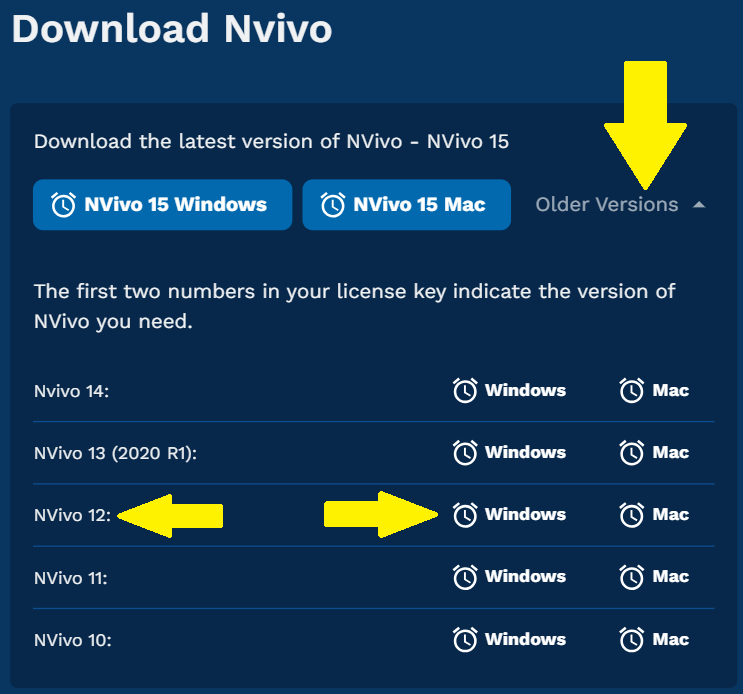 Download Nvivo
Download the latest version of NVivo - NVivo 15
NVivo 15 Windows NVivo 15 Mac Older Versions
The first two numbers in your license key indicate the version of
NVivo you need.
Nvivo 14: Windows Mac
NVivo 13 (2020 R1): Windows Mac
NVivo 12: Windows Mac
NVivo 11: Windows Mac
NVivo 10: Windows Mac